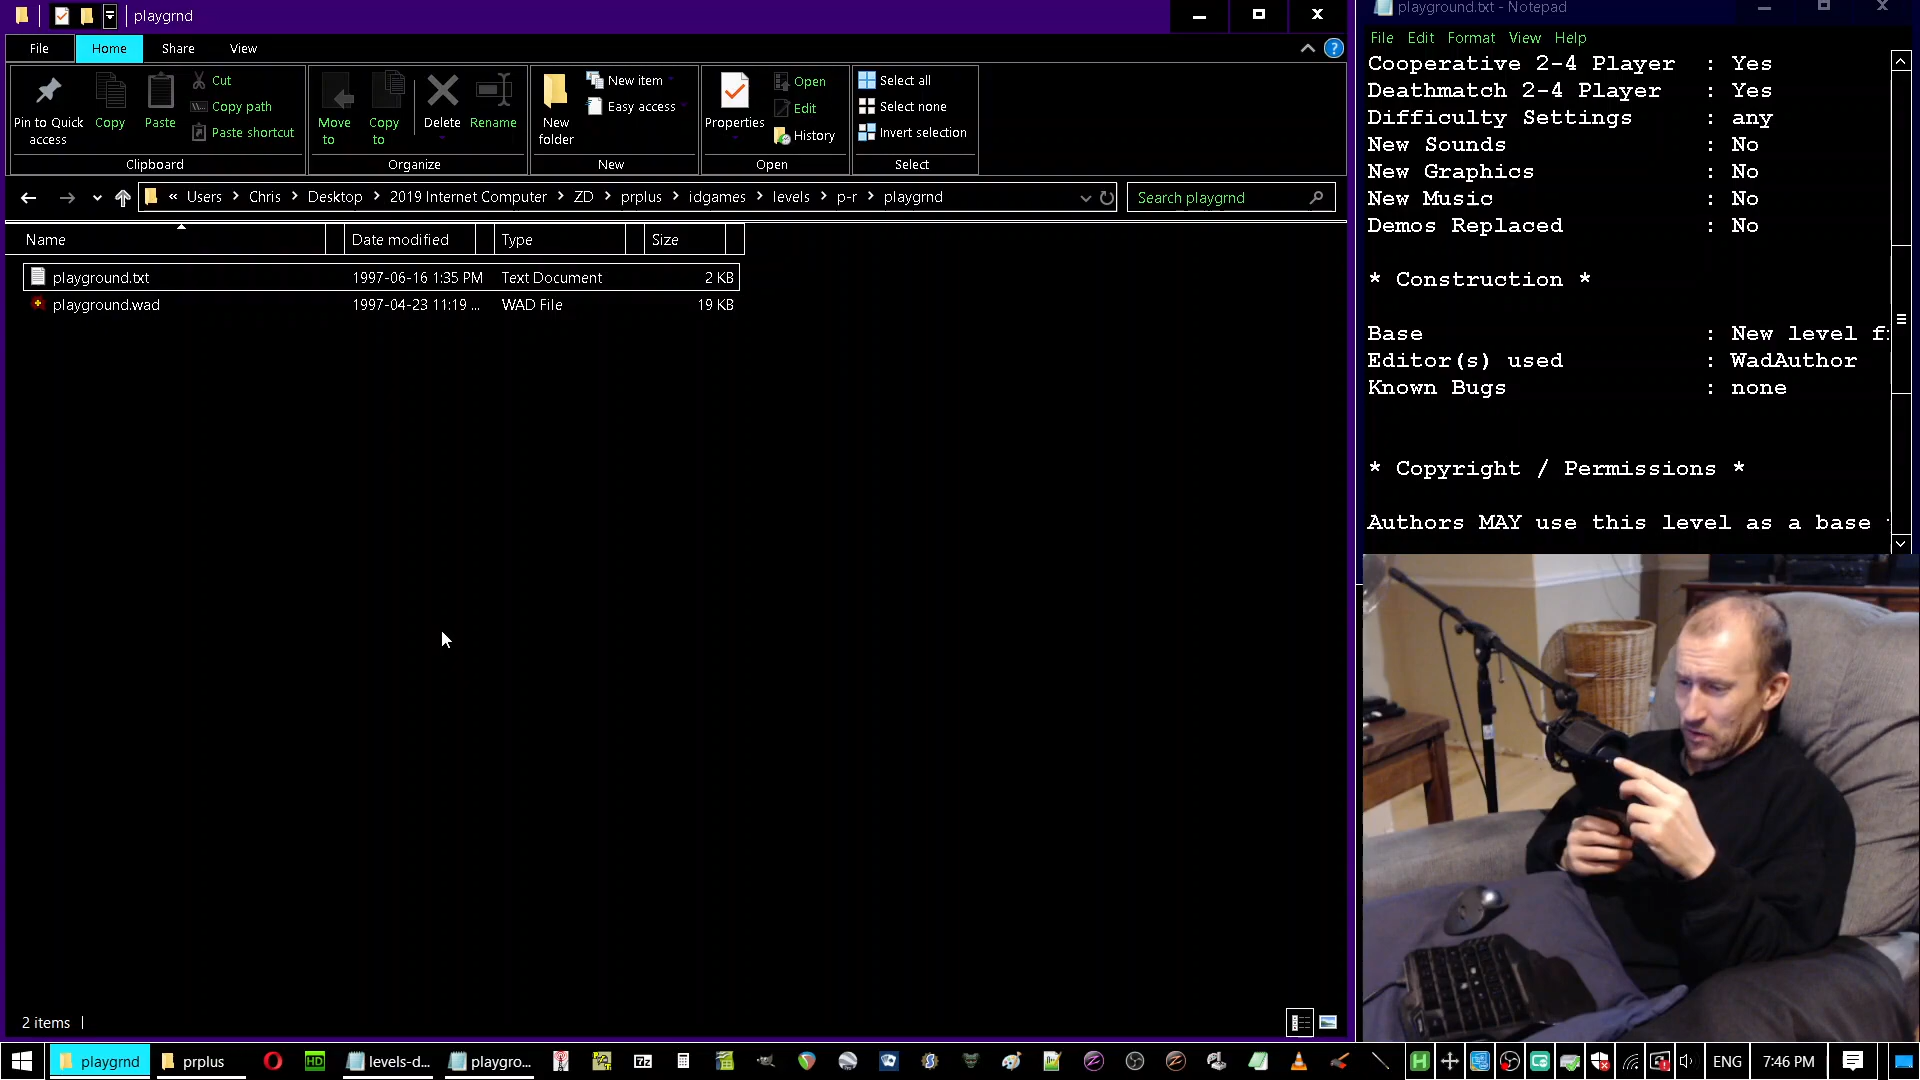 playgrnd
playground.txt - Notepad
File Home Share View
File Edit Format View Help
Pin to Quick access
Copy
Paste
Cut
Copy path
Paste shortcut
Clipboard
Move to
Copy to
Delete
Rename
Organize
New folder
New item
Easy access
New
Properties
Open
Edit
History
Open
Select all
Select none
Invert selection
Select
« Users > Chris > Desktop > 2019 Internet Computer > ZD > prplus > idgames > levels > p-r > playgrnd
Search playgrnd
Name Date modified Type Size
playground.txt 1997-06-16 1:35 PM Text Document 2 KB
playground.wad 1997-04-23 11:19 ... WAD File 19 KB
2 items
Cooperative 2-4 Player : Yes
Deathmatch 2-4 Player : Yes
Difficulty Settings : any
New Sounds : No
New Graphics : No
New Music : No
Demos Replaced : No
* Construction *
Base : New level f
Editor(s) used : WadAuthor
Known Bugs : none
* Copyright / Permissions *
Authors MAY use this level as a base
playgrnd
prplus
HD
levels-d...
playgro...
7z
H
ENG
7:46 PM